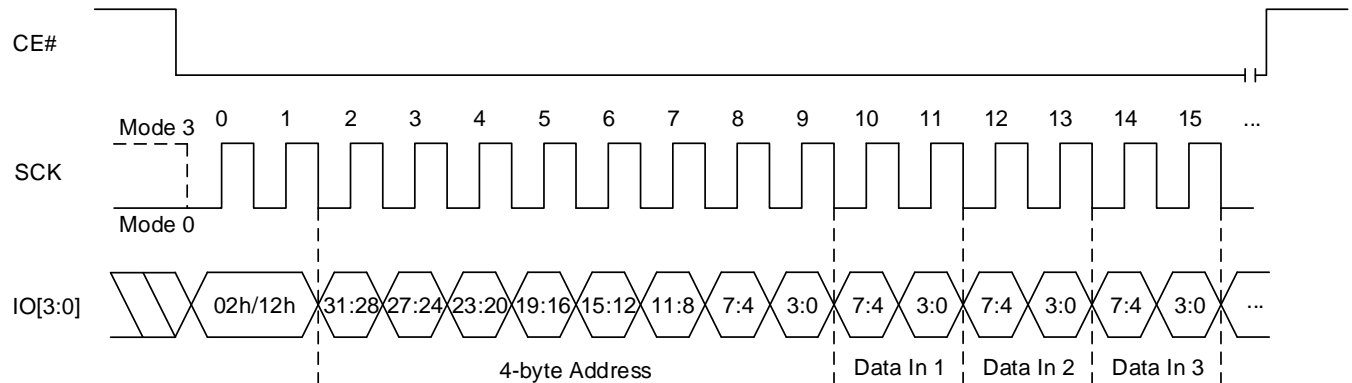 CE#
Mode 3
0 1 2 3 4 5 6 7 8 9 10 11 12 13 14 15 ...
SCK
Mode 0
IO[3:0]
02h/12h 31:28 27:24 23:20 19:16 15:12 11:8 7:4 3:0 7:4 3:0 7:4 3:0 7:4 3:0 ...
4-byte Address Data In 1 Data In 2 Data In 3